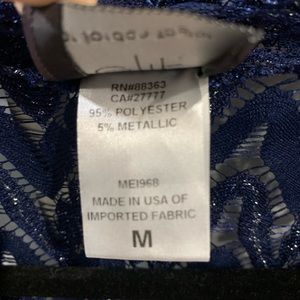 RN#88363
CA#27777
95% POLYESTER
5% METALLIC
MEI968
MADE IN USA OF
IMPORTED FABRIC
M